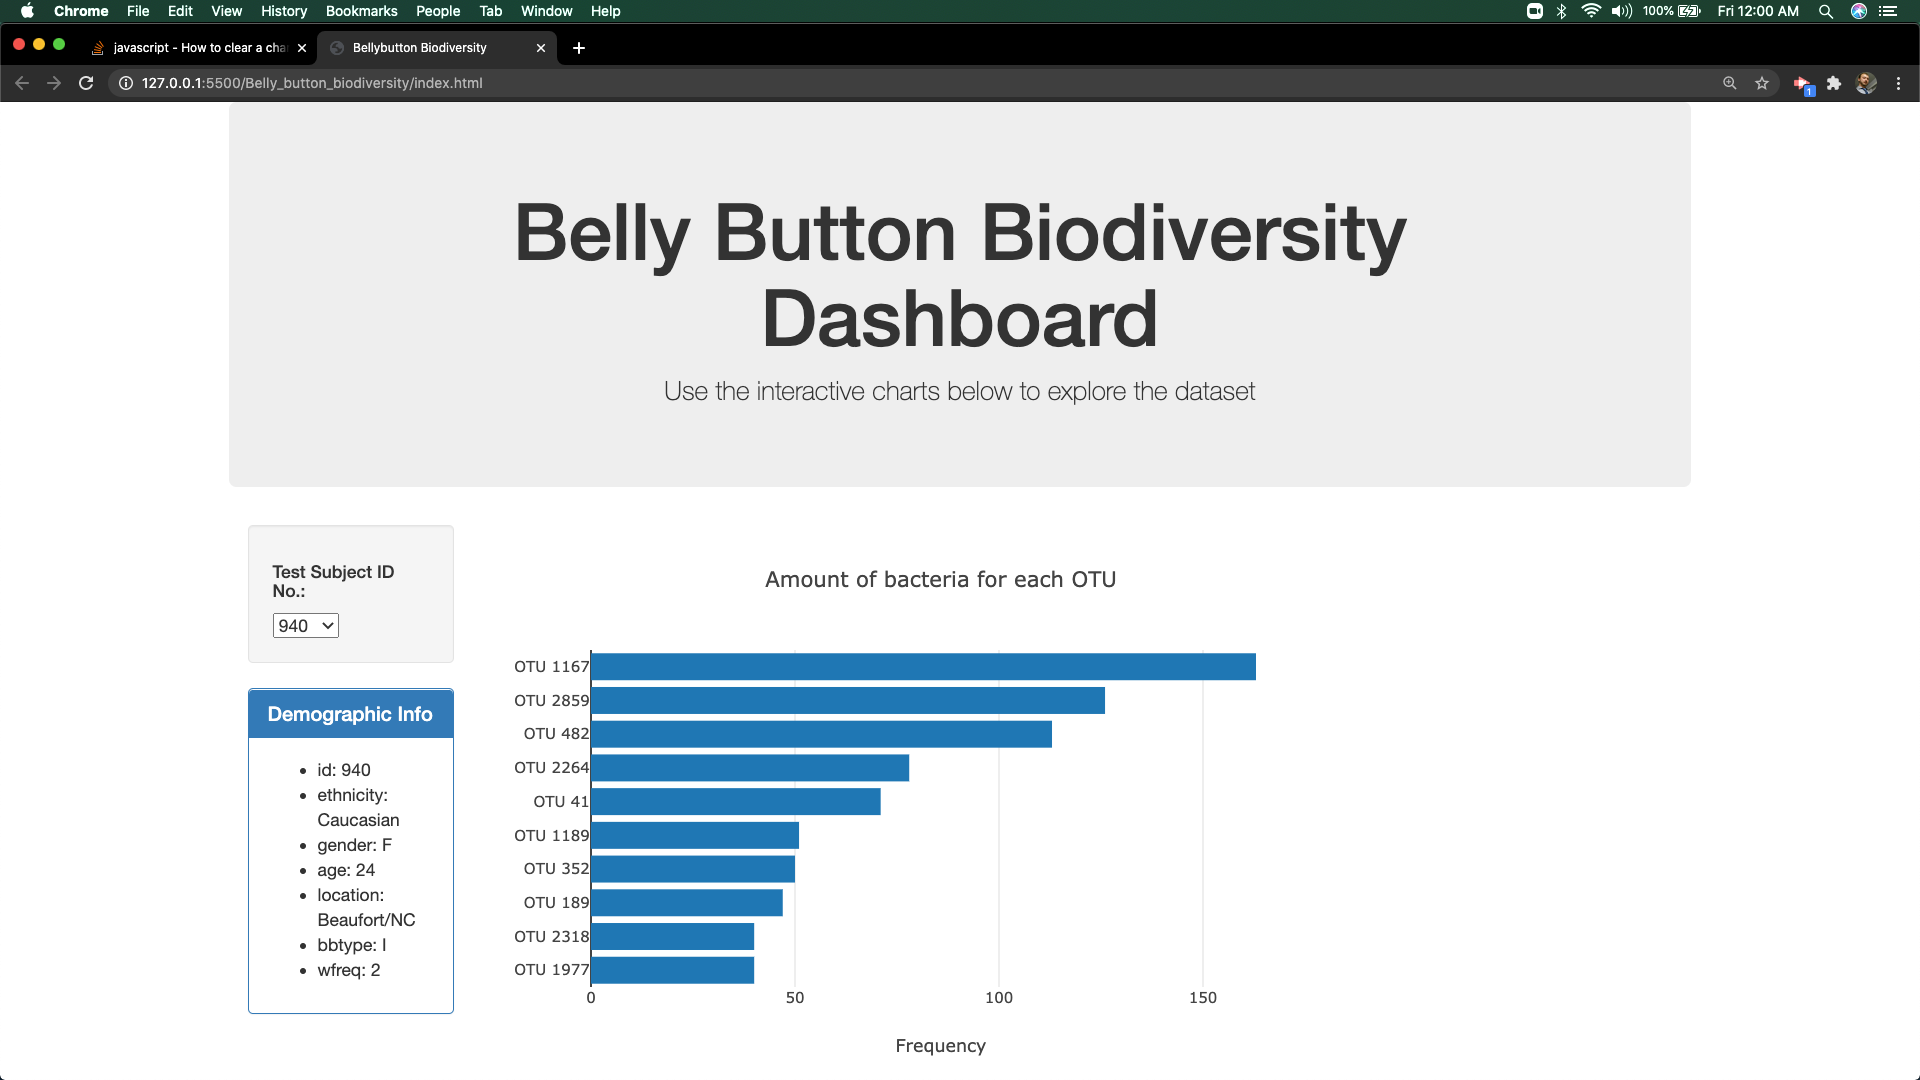 Chrome File Edit View History Bookmarks People Tab Window Help 100% Fri 12:00 AM
javascript - How to clear a cha Bellybutton Biodiversity
127.0.0.1:5500/Belly_button_biodiversity/index.html 1
Belly Button Biodiversity
Dashboard
Use the interactive charts below to explore the dataset
Test Subject ID
No.:
940
Demographic Info
id: 940
ethnicity:
Caucasian
gender: F
age: 24
location:
Beaufort/NC
bbtype: I
wfreq: 2
Amount of bacteria for each OTU
OTU 1167
OTU 2859
OTU 482
OTU 2264
OTU 41
OTU 1189
OTU 352
OTU 189
OTU 2318
OTU 1977
0 50 100 150
Frequency